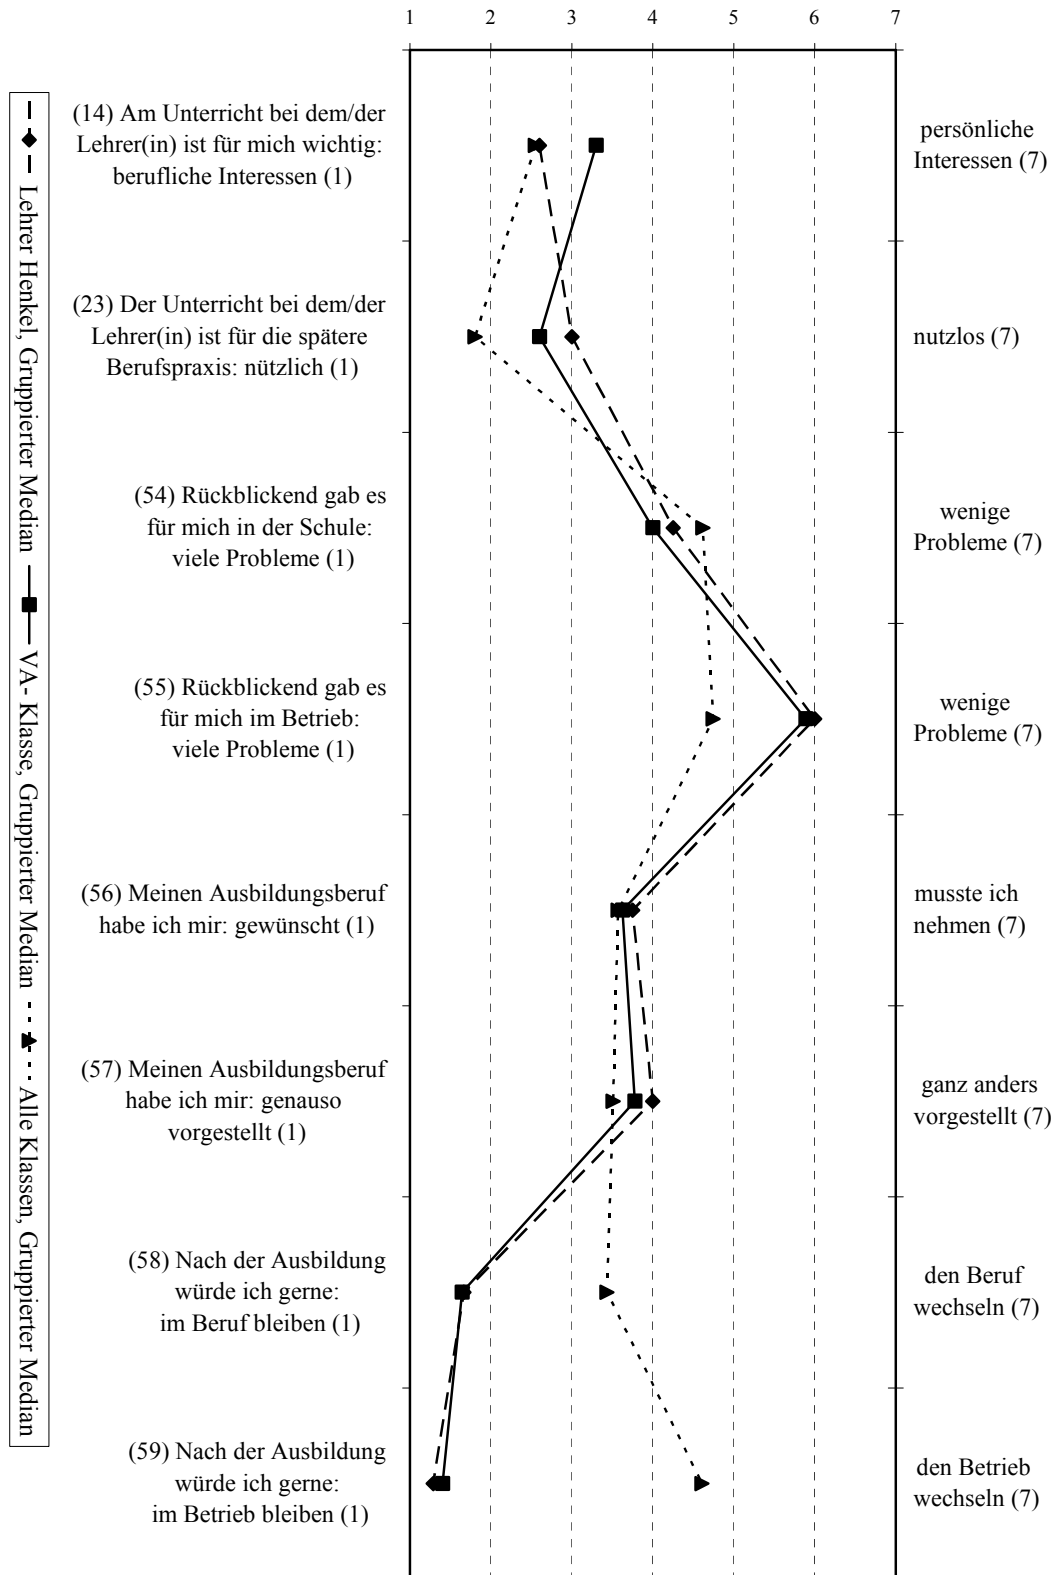 1 2 3 4 5 6 7
(14) Am Unterricht bei dem/der
Lehrer(in) ist für mich wichtig:
berufliche Interessen (1)
persönliche
Interessen (7)
(23) Der Unterricht bei dem/der
Lehrer(in) ist für die spätere
Berufspraxis: nützlich (1)
nutzlos (7)
(54) Rückblickend gab es
für mich in der Schule:
viele Probleme (1)
wenige
Probleme (7)
(55) Rückblickend gab es
für mich im Betrieb:
viele Probleme (1)
wenige
Probleme (7)
(56) Meinen Ausbildungsberuf
habe ich mir: gewünscht (1)
musste ich
nehmen (7)
(57) Meinen Ausbildungsberuf
habe ich mir: genauso
vorgestellt (1)
ganz anders
vorgestellt (7)
(58) Nach der Ausbildung
würde ich gerne:
im Beruf bleiben (1)
den Beruf
wechseln (7)
(59) Nach der Ausbildung
würde ich gerne:
im Betrieb bleiben (1)
den Betrieb
wechseln (7)
Lehrer Henkel, Gruppierter Median VA- Klasse, Gruppierter Median Alle Klassen, Gruppierter Median